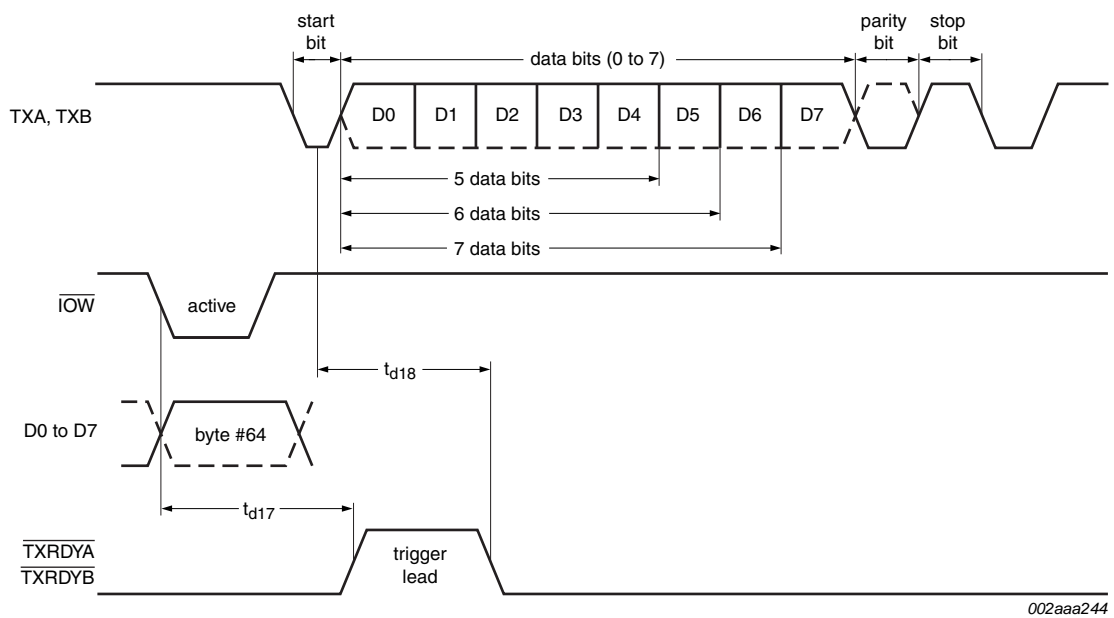 start
bit
data bits (0 to 7)
parity
bit
stop
bit
TXA, TXB
D0 D1 D2 D3 D4 D5 D6 D7
5 data bits
6 data bits
7 data bits
IOW
active
td18
D0 to D7
byte #64
td17
TXRDYA
TXRDYB
trigger
lead
002aaa244